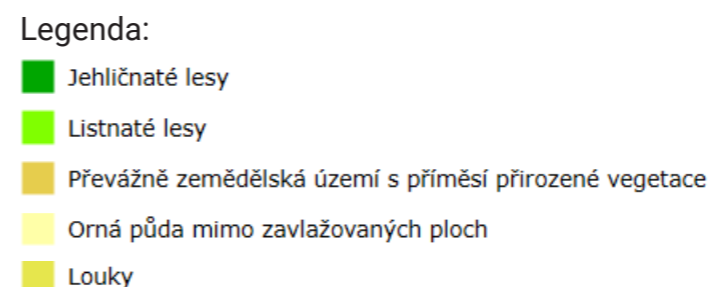 Legenda:
Jehličnaté lesy
Listnaté lesy
Převážně zemědělská území s příměsí přirozené vegetace
Orná půda mimo zavlažovaných ploch
Louky